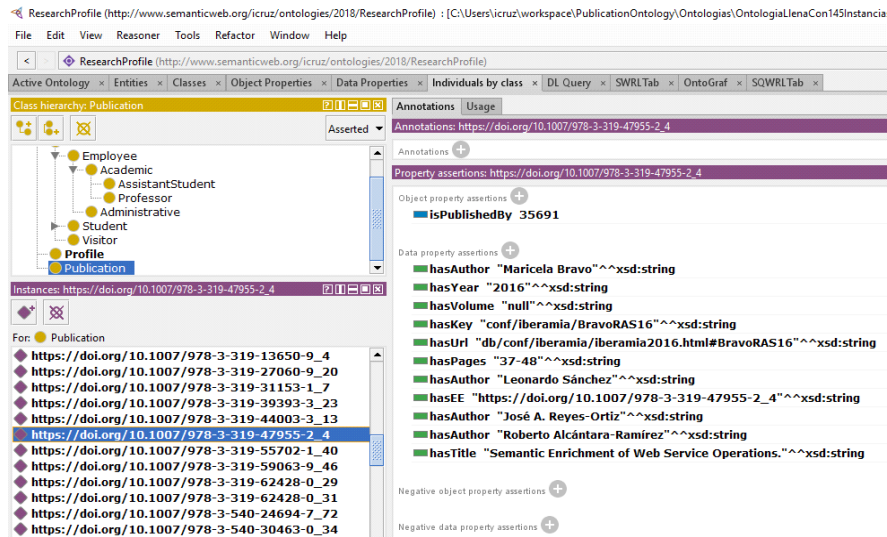 ResearchProfile (http://www.semanticweb.org/icruz/ontologies/2018/ResearchProfile) : [C:\Users\icruz\workspace\PublicationOntology\Ontologias\OntologiaLlenaCon145Instancias
File Edit View Reasoner Tools Refactor Window Help
< > ResearchProfile (http://www.semanticweb.org/icruz/ontologies/2018/ResearchProfile)
Active Ontology × Entities × Classes × Object Properties × Data Properties × Individuals by class × DL Query × SWRLTab × OntoGraf × SQWRLTab ×
Class hierarchy: Publication
Asserted
Employee
Academic
AssistantStudent
Professor
Administrative
Student
Visitor
Profile
Publication
Instances: https://doi.org/10.1007/978-3-319-47955-2_4
For: Publication
https://doi.org/10.1007/978-3-319-13650-9_4
https://doi.org/10.1007/978-3-319-27060-9_20
https://doi.org/10.1007/978-3-319-31153-1_7
https://doi.org/10.1007/978-3-319-39393-3_23
https://doi.org/10.1007/978-3-319-44003-3_13
https://doi.org/10.1007/978-3-319-47955-2_4
https://doi.org/10.1007/978-3-319-55702-1_40
https://doi.org/10.1007/978-3-319-59063-9_46
https://doi.org/10.1007/978-3-319-62428-0_29
https://doi.org/10.1007/978-3-319-62428-0_31
https://doi.org/10.1007/978-3-540-24694-7_72
https://doi.org/10.1007/978-3-540-30463-0_34
Annotations Usage
Annotations: https://doi.org/10.1007/978-3-319-47955-2_4
Annotations
Property assertions: https://doi.org/10.1007/978-3-319-47955-2_4
Object property assertions
isPublishedBy 35691
Data property assertions
hasAuthor "Maricela Bravo"^^xsd:string
hasYear "2016"^^xsd:string
hasVolume "null"^^xsd:string
hasKey "conf/iberamia/BravoRAS16"^^xsd:string
hasUrl "db/conf/iberamia/iberamia2016.html#BravoRAS16"^^xsd:string
hasPages "37-48"^^xsd:string
hasAuthor "Leonardo Sánchez"^^xsd:string
hasEE "https://doi.org/10.1007/978-3-319-47955-2_4"^^xsd:string
hasAuthor "José A. Reyes-Ortiz"^^xsd:string
hasAuthor "Roberto Alcántara-Ramírez"^^xsd:string
hasTitle "Semantic Enrichment of Web Service Operations."^^xsd:string
Negative object property assertions
Negative data property assertions